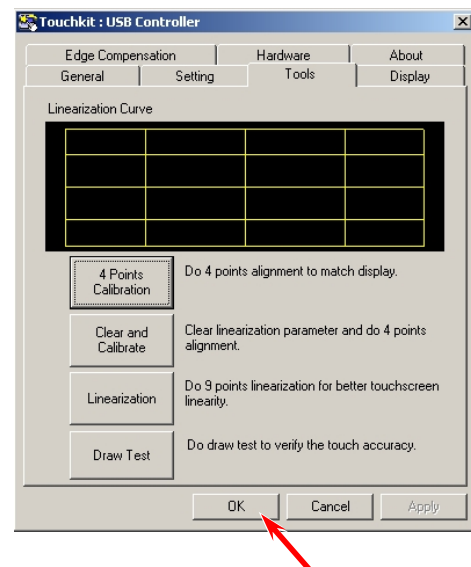 Touchkit : USB Controller
Edge Compensation Hardware About
General Setting Tools Display
Linearization Curve
4 Points
Calibration
Do 4 points alignment to match display.
Clear and
Calibrate
Clear linearization parameter and do 4 points
alignment.
Linearization
Do 9 points linearization for better touchscreen
linearity.
Draw Test
Do draw test to verify the touch accuracy.
OK Cancel Apply